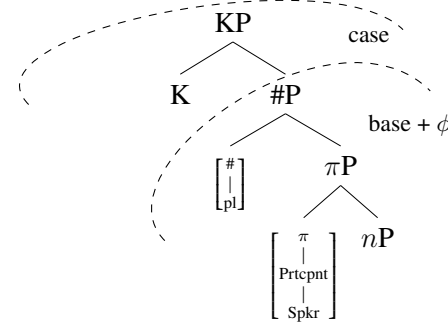 KP
case
K #P
base + ϕ
[# | pl] πP
[π | Prtcpnt | Spkr] nP